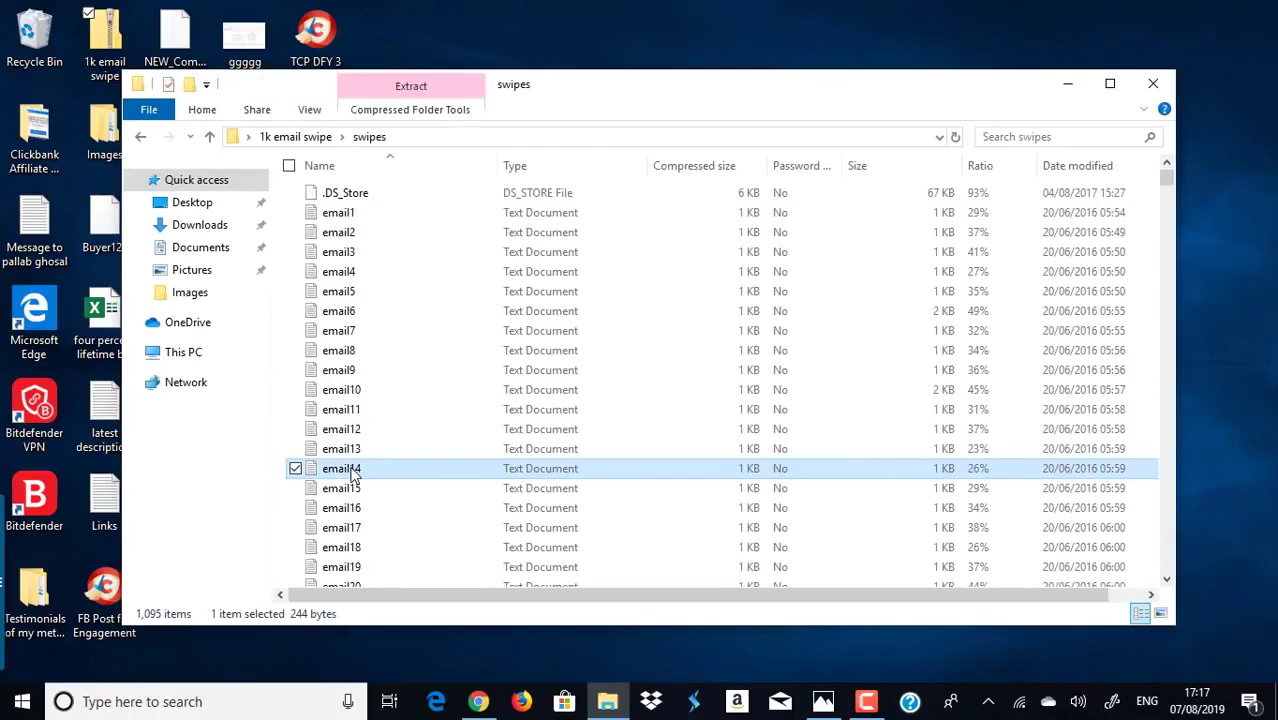 Recycle Bin
1k email
swipe
NEW_Com...
ggggg
TCP DFY 3
Clickbank
Affiliate ...
Images
Message to
pallab ghosal
Buyer12
Microsoft
Edge
four percen
lifetime b
Bitdefender
VPN
latest
descriptio
Bitdefender
Links
Testimonials
of my met...
FB Post f
Engagement
Extract
swipes
File
Home
Share
View
Compressed Folder Tools
1k email swipe
swipes
Search swipes
Quick access
Desktop
Downloads
Documents
Pictures
Images
OneDrive
This PC
Network
Name Type Compressed size Password ... Size Ratio Date modified
.DS_Store DS_STORE File 6 KB No 67 KB 93% 04/08/2017 15:27
email1 Text Document 1 KB No 1 KB 29% 20/06/2016 05:54
email2 Text Document 1 KB No 1 KB 37% 20/06/2016 05:49
email3 Text Document 1 KB No 1 KB 41% 20/06/2016 05:50
email4 Text Document 1 KB No 1 KB 27% 20/06/2016 05:50
email5 Text Document 1 KB No 1 KB 35% 20/06/2016 05:50
email6 Text Document 1 KB No 2 KB 49% 20/06/2016 05:55
email7 Text Document 1 KB No 1 KB 32% 20/06/2016 05:55
email8 Text Document 1 KB No 1 KB 34% 20/06/2016 05:56
email9 Text Document 1 KB No 1 KB 36% 20/06/2016 05:56
email10 Text Document 1 KB No 2 KB 45% 20/06/2016 05:57
email11 Text Document 1 KB No 1 KB 31% 20/06/2016 05:58
email12 Text Document 1 KB No 1 KB 37% 20/06/2016 05:58
email13 Text Document 1 KB No 1 KB 23% 20/06/2016 05:59
email14 Text Document 1 KB No 1 KB 26% 20/06/2016 05:59
email15 Text Document 1 KB No 1 KB 29% 20/06/2016 05:59
email16 Text Document 1 KB No 1 KB 34% 20/06/2016 05:59
email17 Text Document 1 KB No 1 KB 38% 20/06/2016 06:00
email18 Text Document 1 KB No 1 KB 26% 20/06/2016 06:00
email19 Text Document 1 KB No 1 KB 37% 20/06/2016 06:00
email20 Text Document 1 KB No 1 KB 44% 20/06/2016 06:00
1,095 items 1 item selected 244 bytes
Type here to search
ENG
17:17
07/08/2019
1